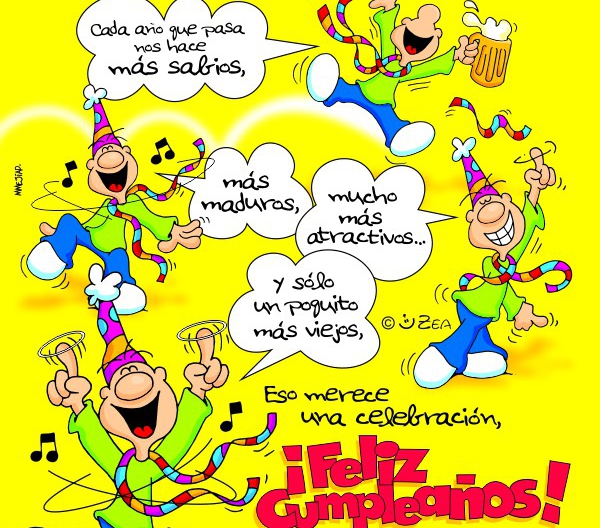 Cada año que pasa
nos hace
más sabios,
más
maduros,
mucho
más
atractivos...
y sólo
un poquito
más viejos,
© ZEA
Eso merece
una celebración,
¡Feliz
Cumpleaños!